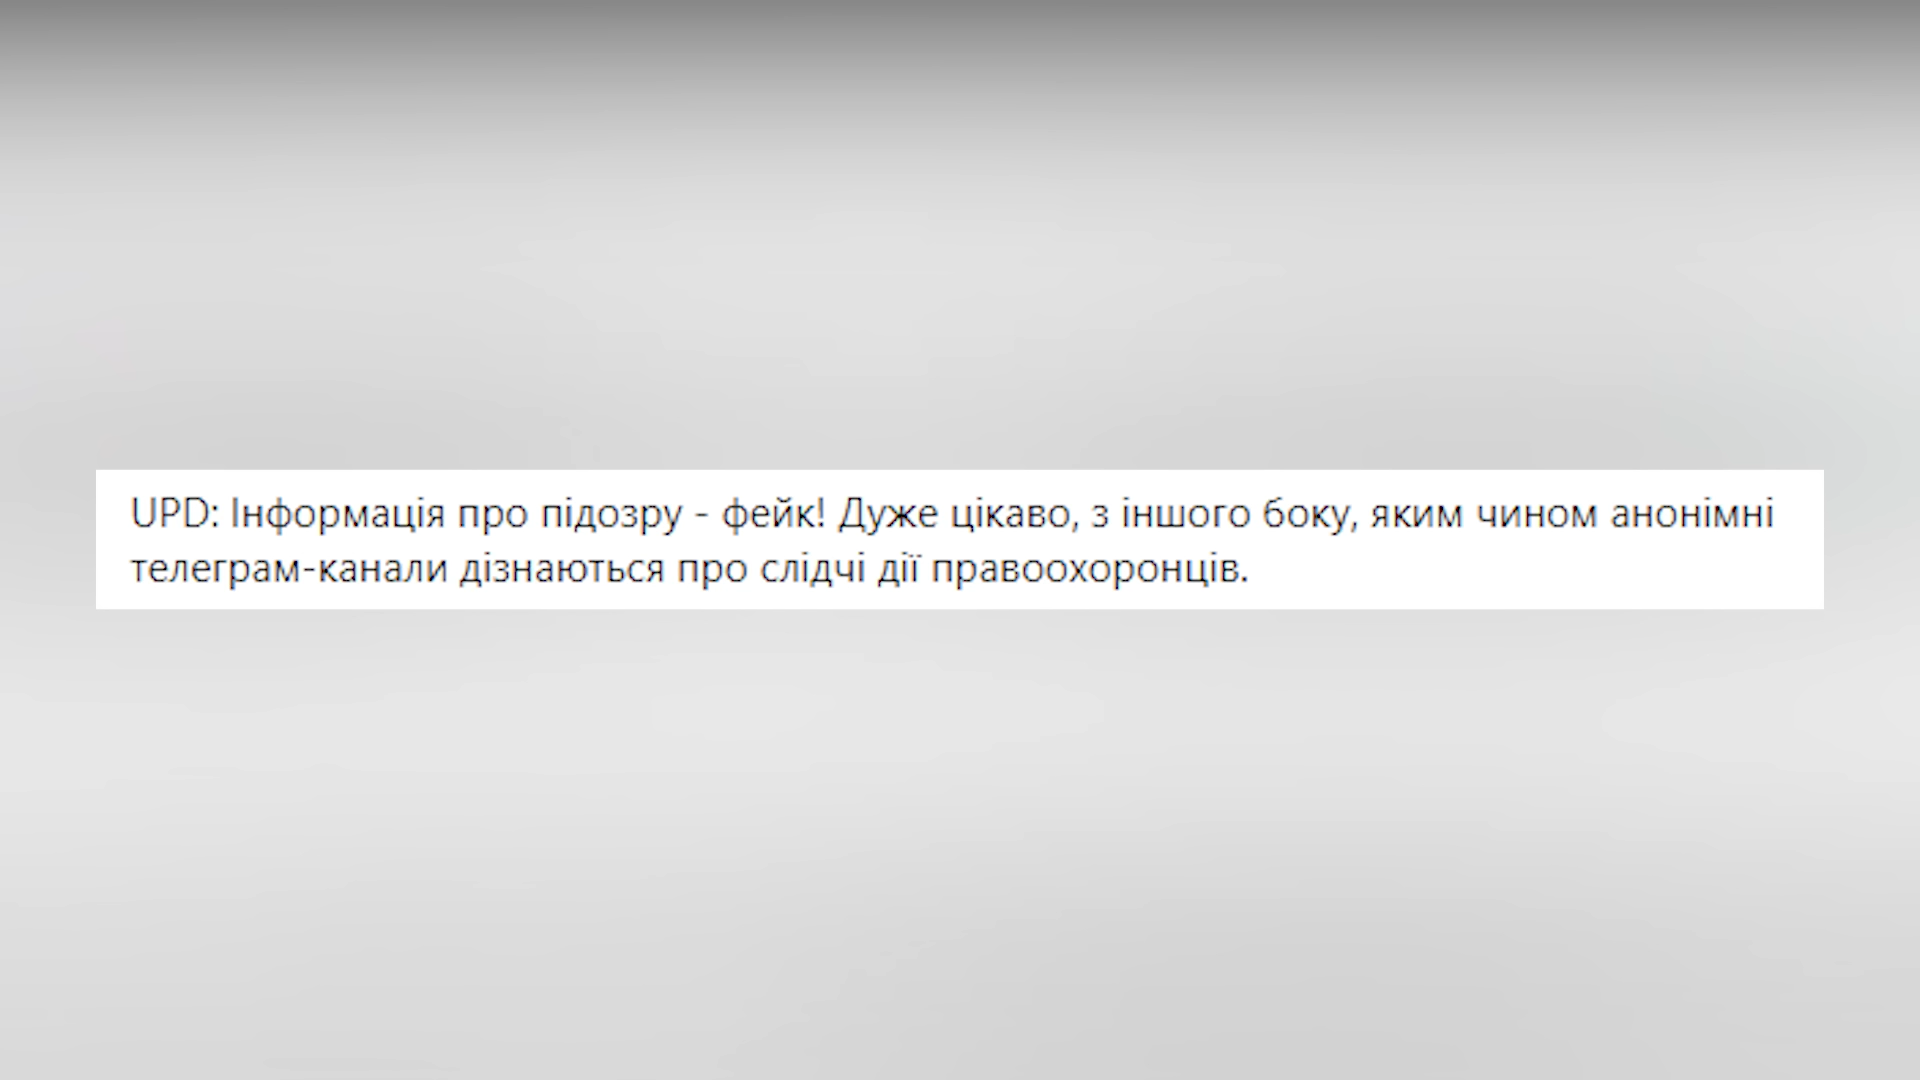 UPD: Інформація про підозру - фейк! Дуже цікаво, з іншого боку, яким чином анонімні
телеграм-канали дізнаються про слідчі дії правоохоронців.